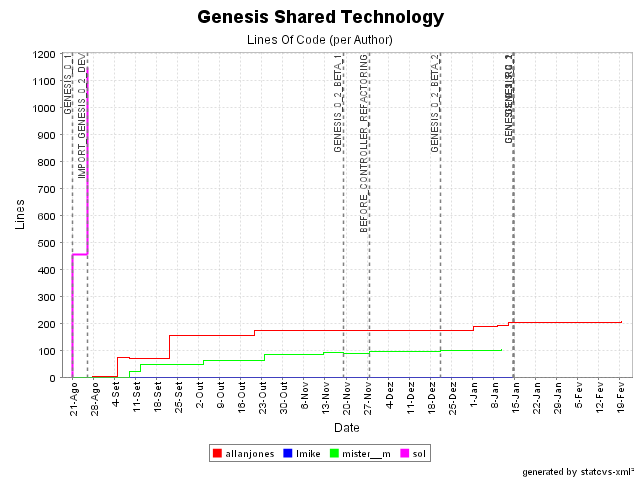 Genesis Shared Technology
Lines Of Code (per Author)
Lines
1200
1100
1000
900
800
700
600
500
400
300
200
100
0
GENESIS_0_1
IMPORT_GENESIS_0_2_DEV
GENESIS_0_2_BETA_1
BEFORE_CONTROLLER_REFACTORING
GENESIS_0_2_BETA_2
21-Ago
28-Ago
4-Set
11-Set
18-Set
25-Set
2-Out
9-Out
16-Out
23-Out
30-Out
6-Nov
13-Nov
20-Nov
27-Nov
4-Dez
11-Dez
18-Dez
25-Dez
1-Jan
8-Jan
15-Jan
22-Jan
29-Jan
5-Fev
12-Fev
19-Fev
Date
allanjones lmike mister__m sol
generated by statcvs-xml²